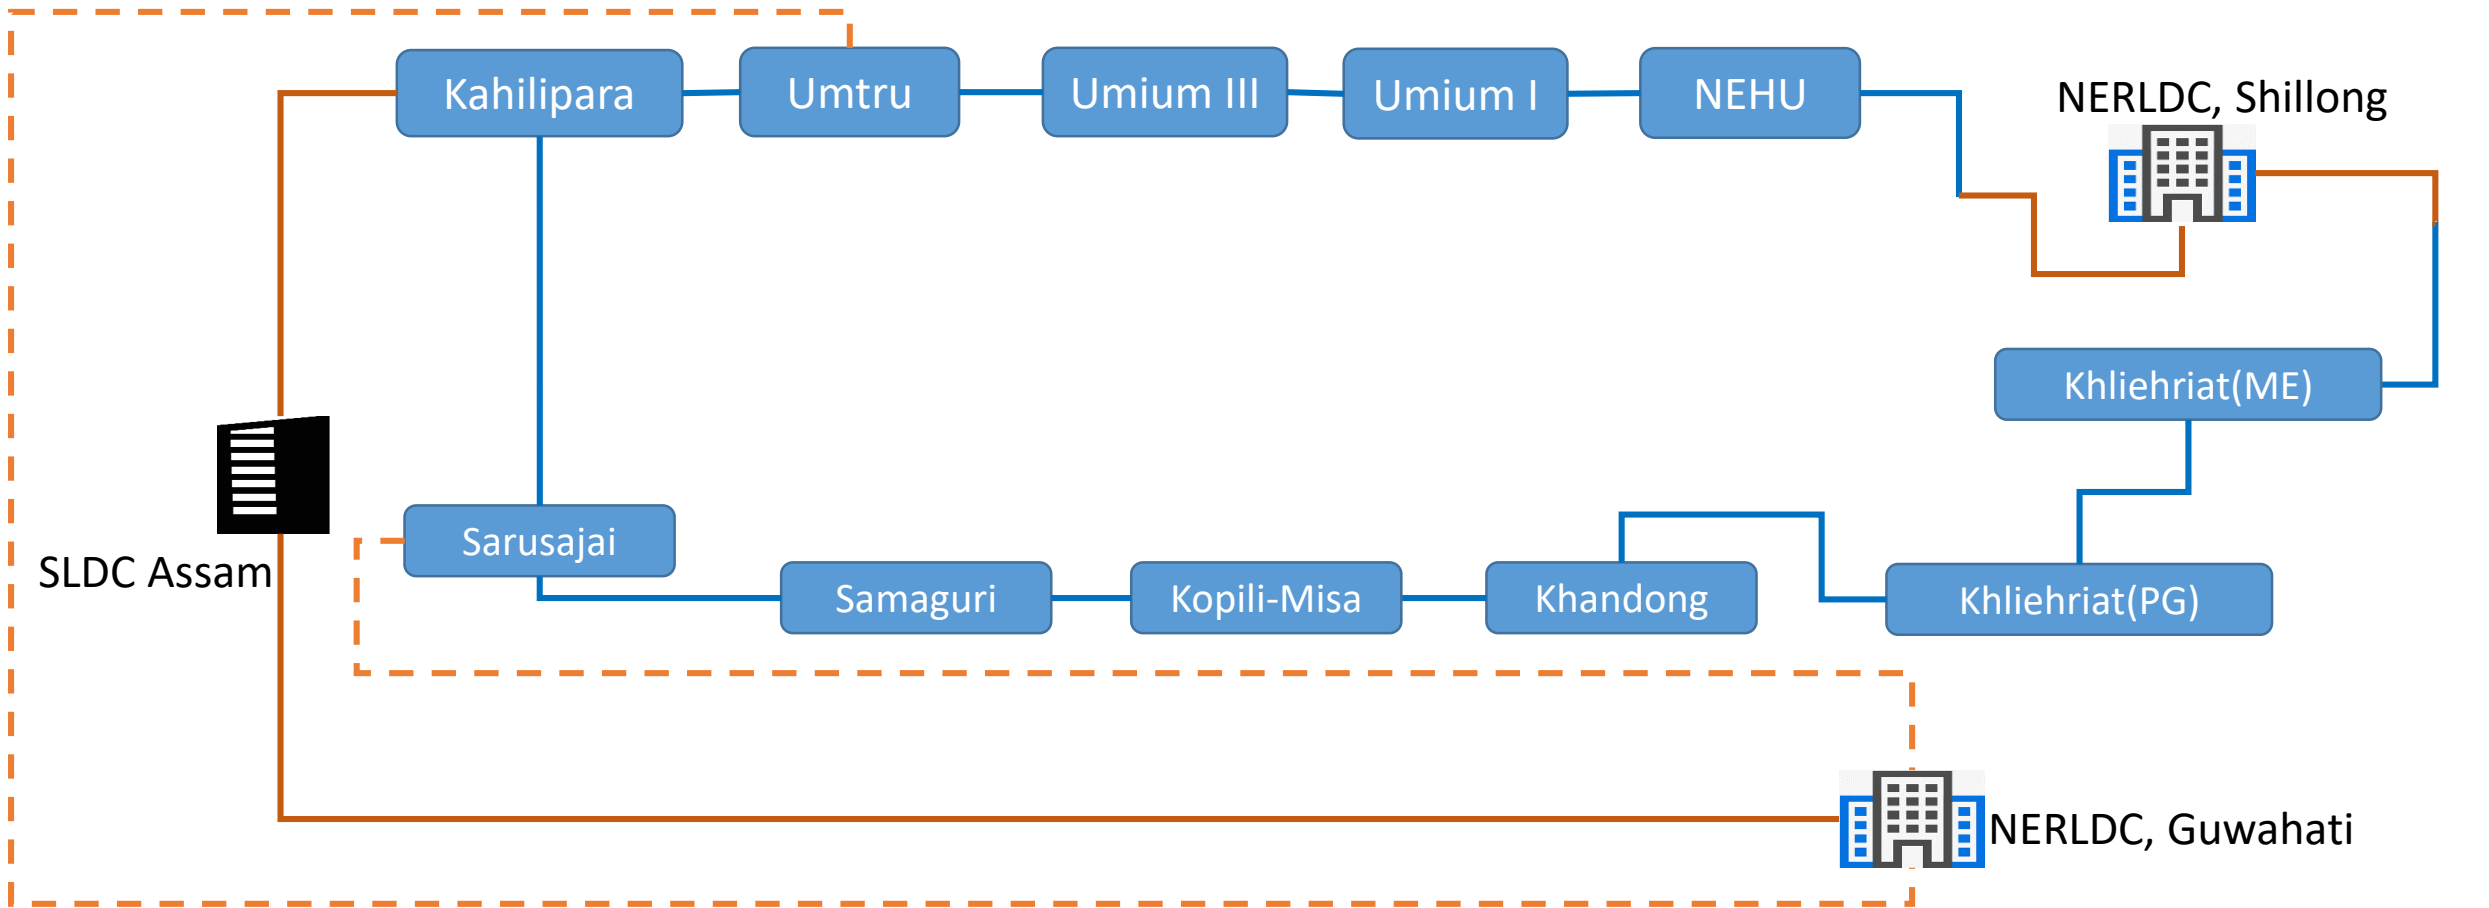 Kahilipara
Umtru
Umium III
Umium I
NEHU
NERLDC, Shillong
Khliehriat(ME)
Sarusajai
SLDC Assam
Samaguri
Kopili-Misa
Khandong
Khliehriat(PG)
NERLDC, Guwahati